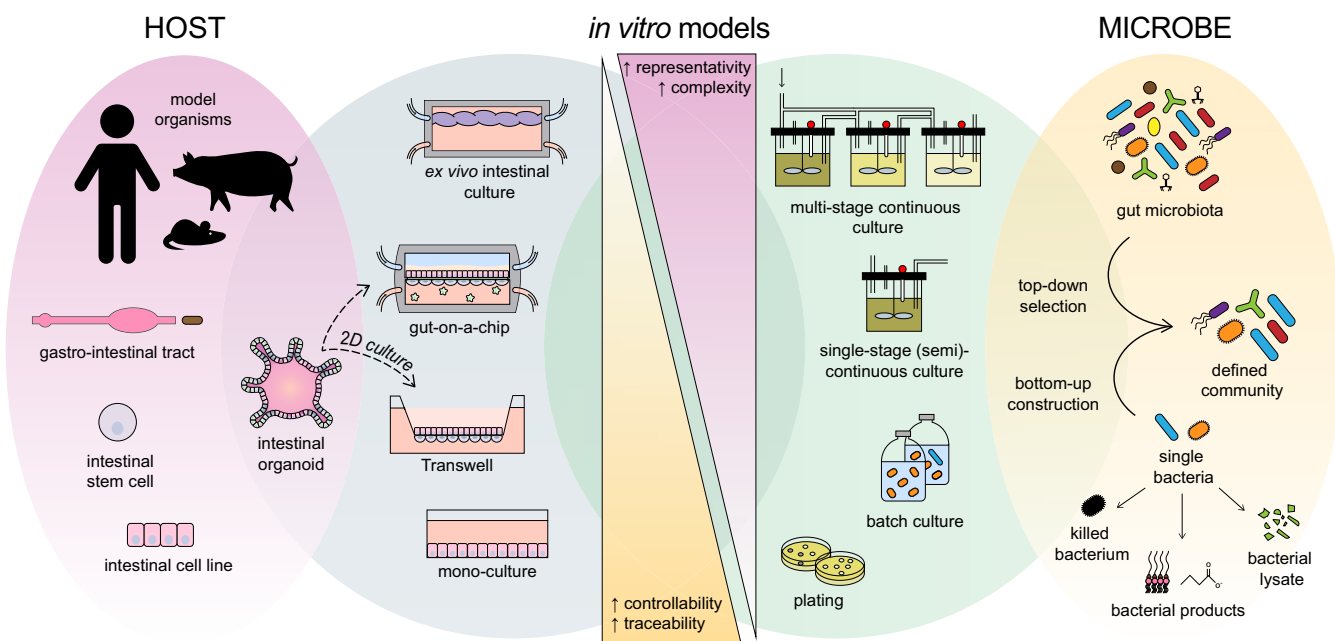 HOST
in vitro models
MICROBE
model
organisms
gastro-intestinal tract
intestinal
stem cell
intestinal cell line
intestinal
organoid
2D culture
ex vivo intestinal
culture
gut-on-a-chip
Transwell
mono-culture
↑ representativity
↑ complexity
↑ controllability
↑ traceability
multi-stage continuous
culture
single-stage (semi)-
continuous culture
batch culture
plating
gut microbiota
top-down
selection
defined
community
bottom-up
construction
single
bacteria
killed
bacterium
bacterial products
O
O-
bacterial
lysate